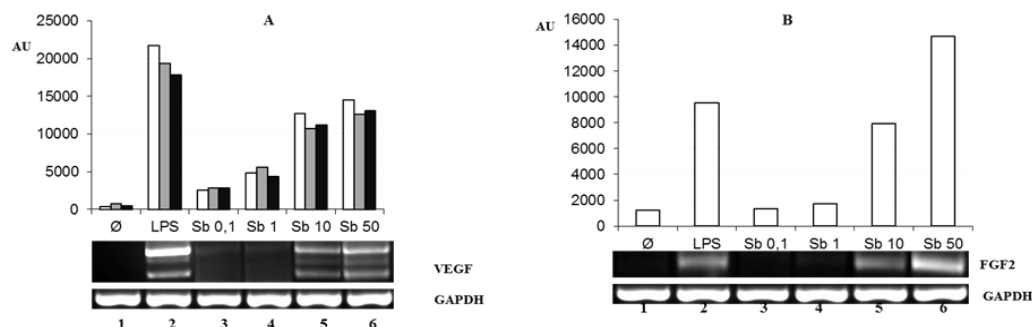 A
AU
25000
20000
15000
10000
5000
0
Ø LPS Sb 0,1 Sb 1 Sb 10 Sb 50
VEGF
GAPDH
1 2 3 4 5 6
B
AU
16000
14000
12000
10000
8000
6000
4000
2000
0
Ø LPS Sb 0,1 Sb 1 Sb 10 Sb 50
FGF2
GAPDH
1 2 3 4 5 6